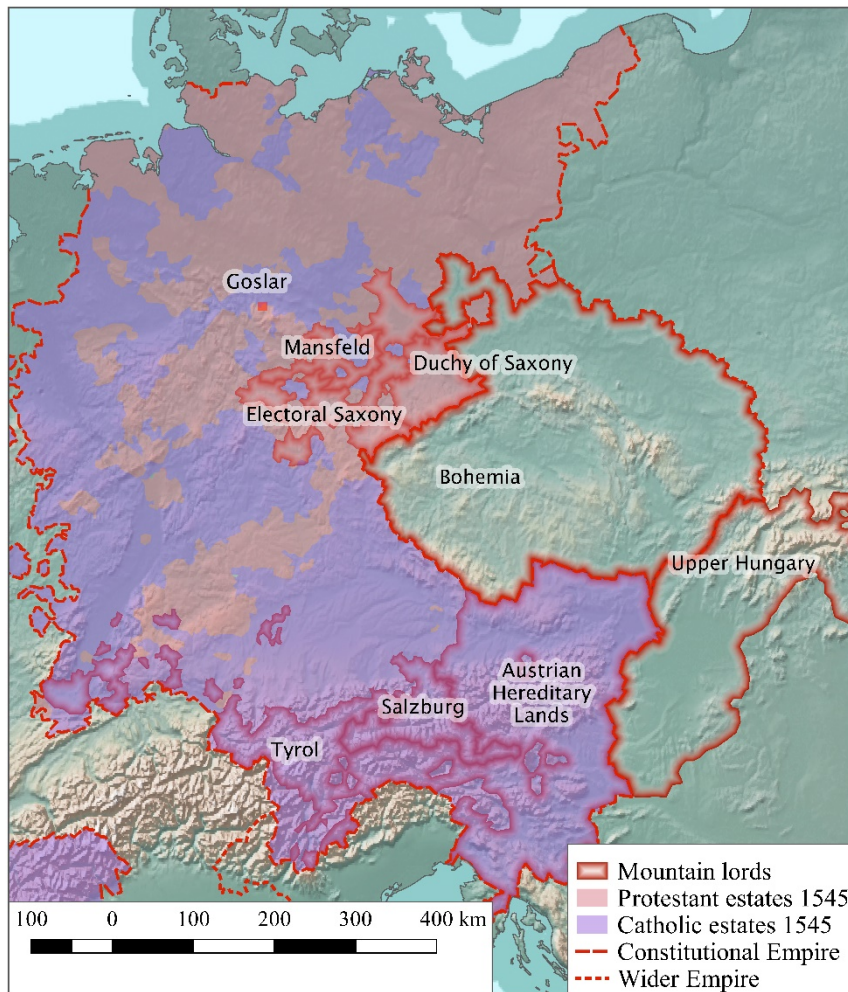 Goslar
Mansfeld
Duchy of Saxony
Electoral Saxony
Bohemia
Upper Hungary
Austrian
Hereditary
Lands
Salzburg
Tyrol
Mountain lords
Protestant estates 1545
Catholic estates 1545
Constitutional Empire
Wider Empire
100 0 100 200 300 400 km